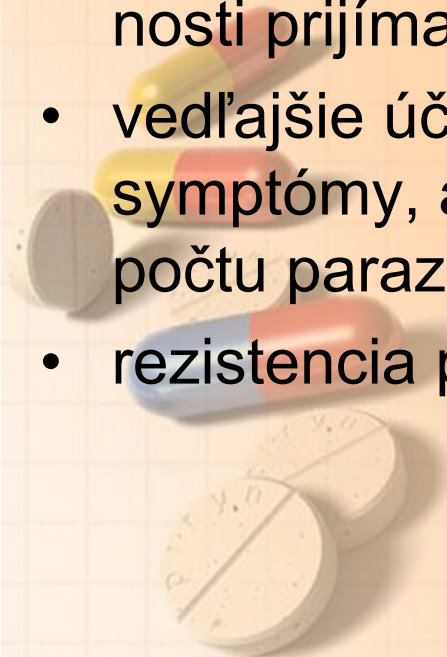 nosti prijíma
• vedľajšie úč
symptómy, a
počtu paraz
• rezistencia p